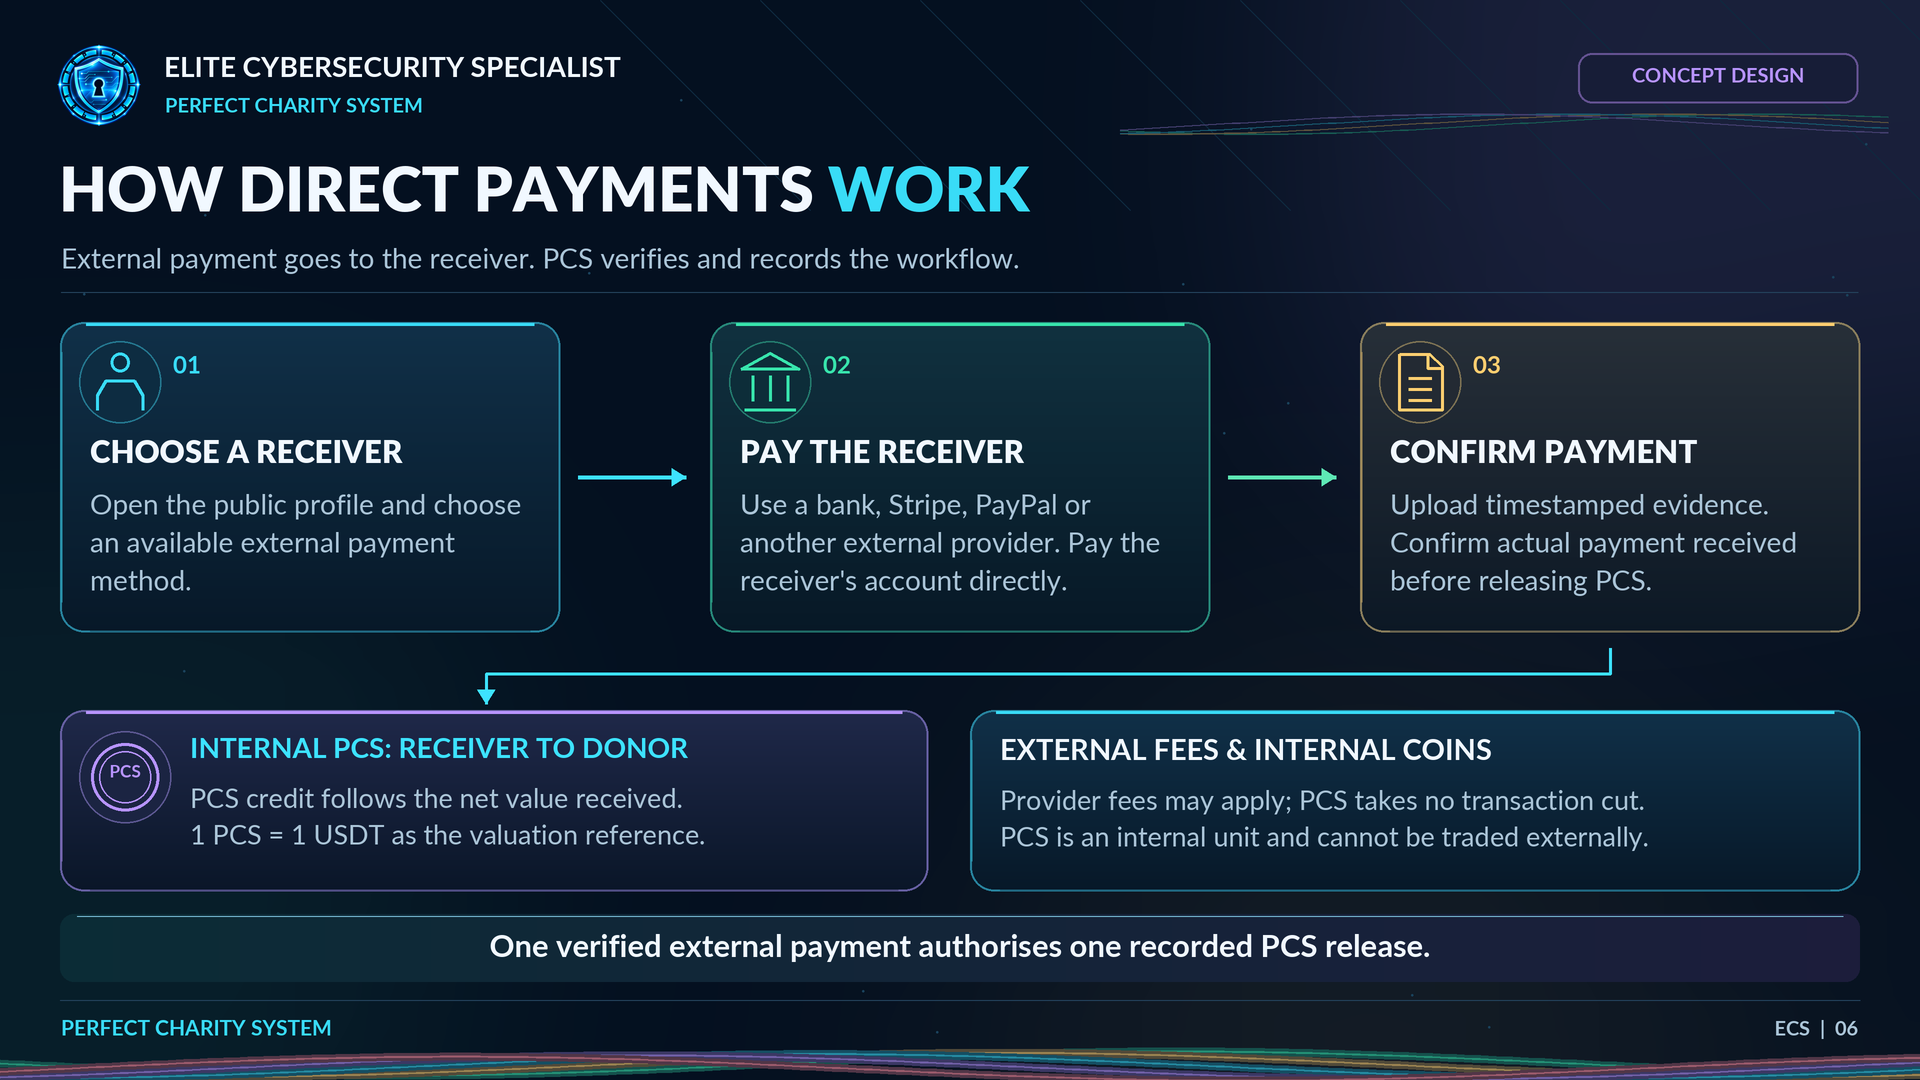 ELITE CYBERSECURITY SPECIALIST
PERFECT CHARITY SYSTEM
CONCEPT DESIGN
HOW DIRECT PAYMENTS WORK
External payment goes to the receiver. PCS verifies and records the workflow.
01
CHOOSE A RECEIVER
Open the public profile and choose
an available external payment
method.
02
PAY THE RECEIVER
Use a bank, Stripe, PayPal or
another external provider. Pay the
receiver's account directly.
03
CONFIRM PAYMENT
Upload timestamped evidence.
Confirm actual payment received
before releasing PCS.
PCS
INTERNAL PCS: RECEIVER TO DONOR
PCS credit follows the net value received.
1 PCS = 1 USDT as the valuation reference.
EXTERNAL FEES & INTERNAL COINS
Provider fees may apply; PCS takes no transaction cut.
PCS is an internal unit and cannot be traded externally.
One verified external payment authorises one recorded PCS release.
PERFECT CHARITY SYSTEM
ECS | 06